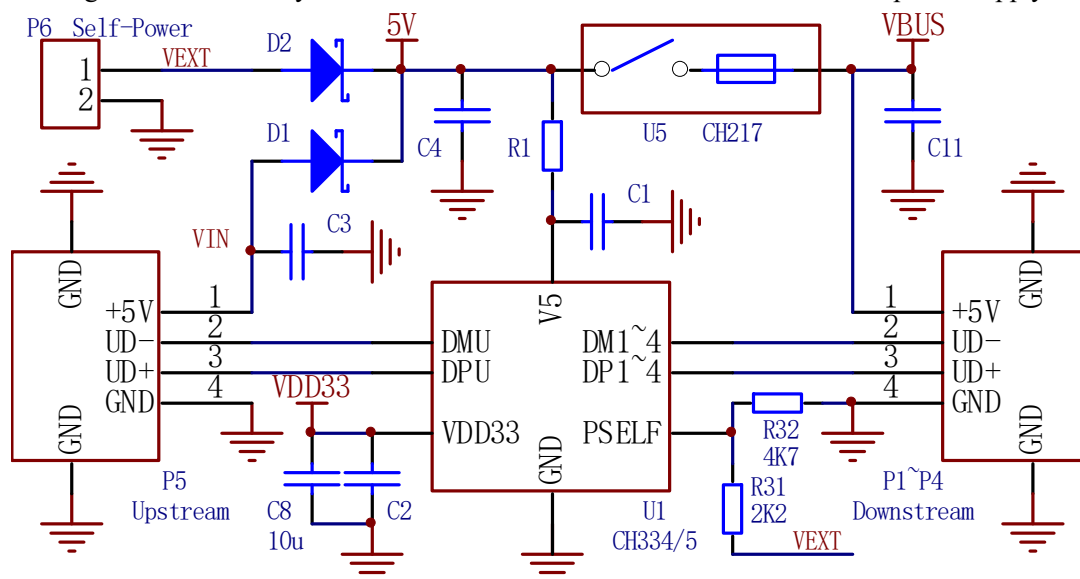 P6 Self-Power
VEXT
1
2
D2
5V
VBUS
D1
C4
R1
U5
CH217
C11
C3
C1
VIN
GND
+5V
UD-
UD+
GND
GND
1
2
3
4
P5
Upstream
VDD33
C8
10u
C2
V5
DMU
DPU
VDD33
GND
DM1~4
DP1~4
PSELF
U1
CH334/5
R32
4K7
R31
2K2
VEXT
1
2
3
4
GND
+5V
UD-
UD+
GND
GND
P1~P4
Downstream